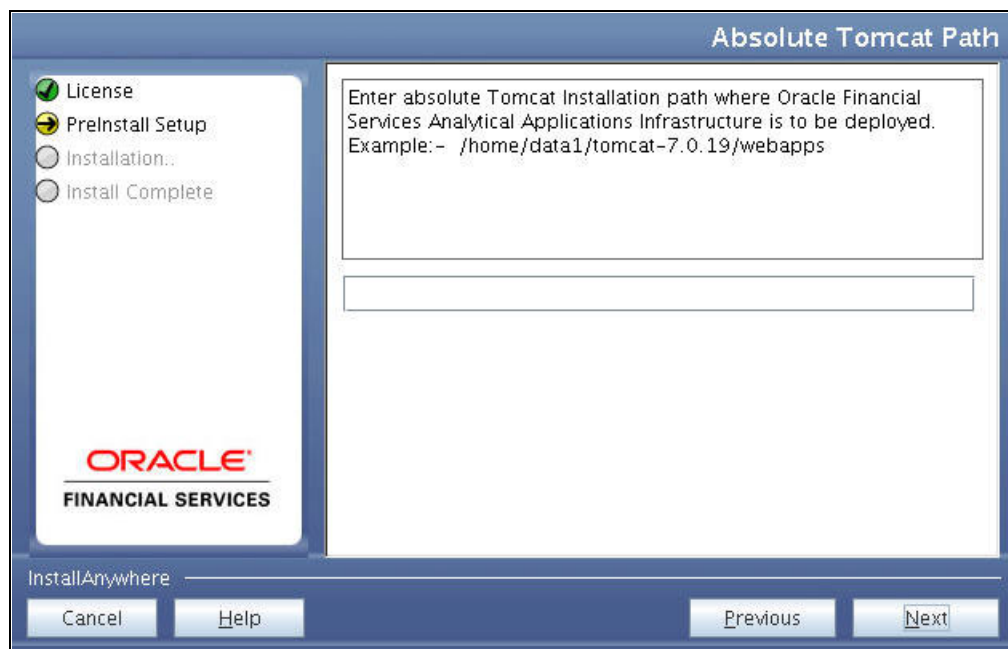 Absolute Tomcat Path
License
PreInstall Setup
Installation..
Install Complete
ORACLE
FINANCIAL SERVICES
Enter absolute Tomcat Installation path where Oracle Financial
Services Analytical Applications Infrastructure is to be deployed.
Example:- /home/data1/tomcat-7.0.19/webapps
InstallAnywhere
Cancel
Help
Previous
Next